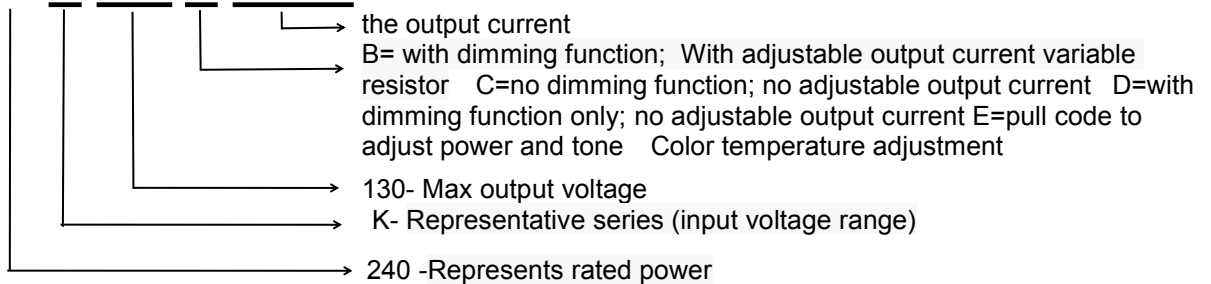 the output current
B= with dimming function; With adjustable output current variable
resistor C=no dimming function; no adjustable output current D=with
dimming function only; no adjustable output current E=pull code to
adjust power and tone Color temperature adjustment
130- Max output voltage
K- Representative series (input voltage range)
240 -Represents rated power